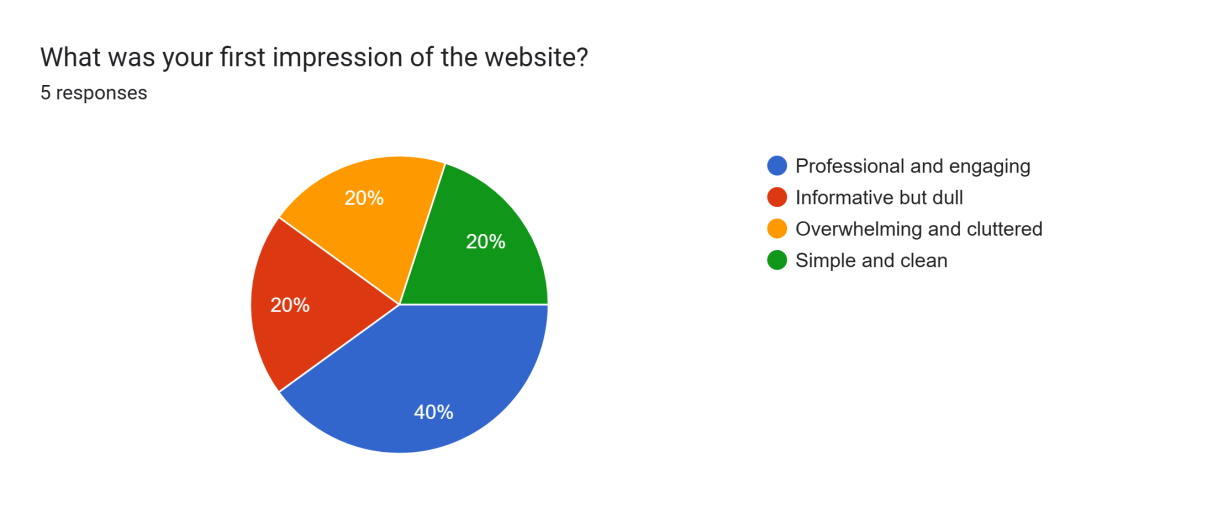 What was your first impression of the website?
5 responses
20%
20%
20%
40%
Professional and engaging
Informative but dull
Overwhelming and cluttered
Simple and clean